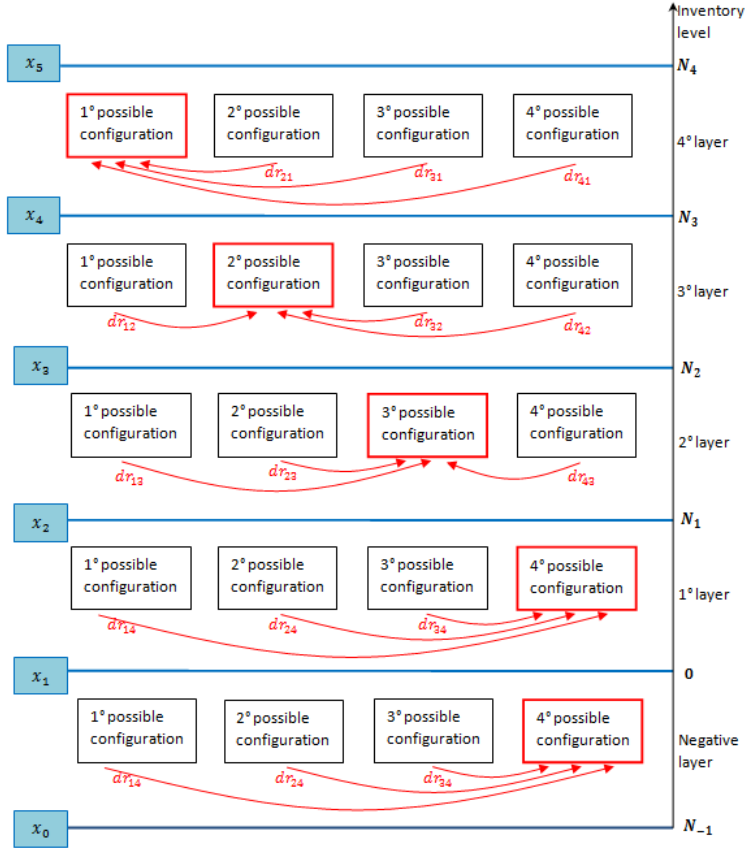 Inventory
level
x₅
N₄
1° possible
configuration
2° possible
configuration
3° possible
configuration
4° possible
configuration
4° layer
dr₂₁
dr₃₁
dr₄₁
x₄
N₃
1° possible
configuration
2° possible
configuration
3° possible
configuration
4° possible
configuration
3° layer
dr₁₂
dr₃₂
dr₄₂
x₃
N₂
1° possible
configuration
2° possible
configuration
3° possible
configuration
4° possible
configuration
2° layer
dr₁₃
dr₂₃
dr₄₃
x₂
N₁
1° possible
configuration
2° possible
configuration
3° possible
configuration
4° possible
configuration
1° layer
dr₁₄
dr₂₄
dr₃₄
x₁
0
1° possible
configuration
2° possible
configuration
3° possible
configuration
4° possible
configuration
Negative
layer
dr₁₄
dr₂₄
dr₃₄
x₀
N₋₁